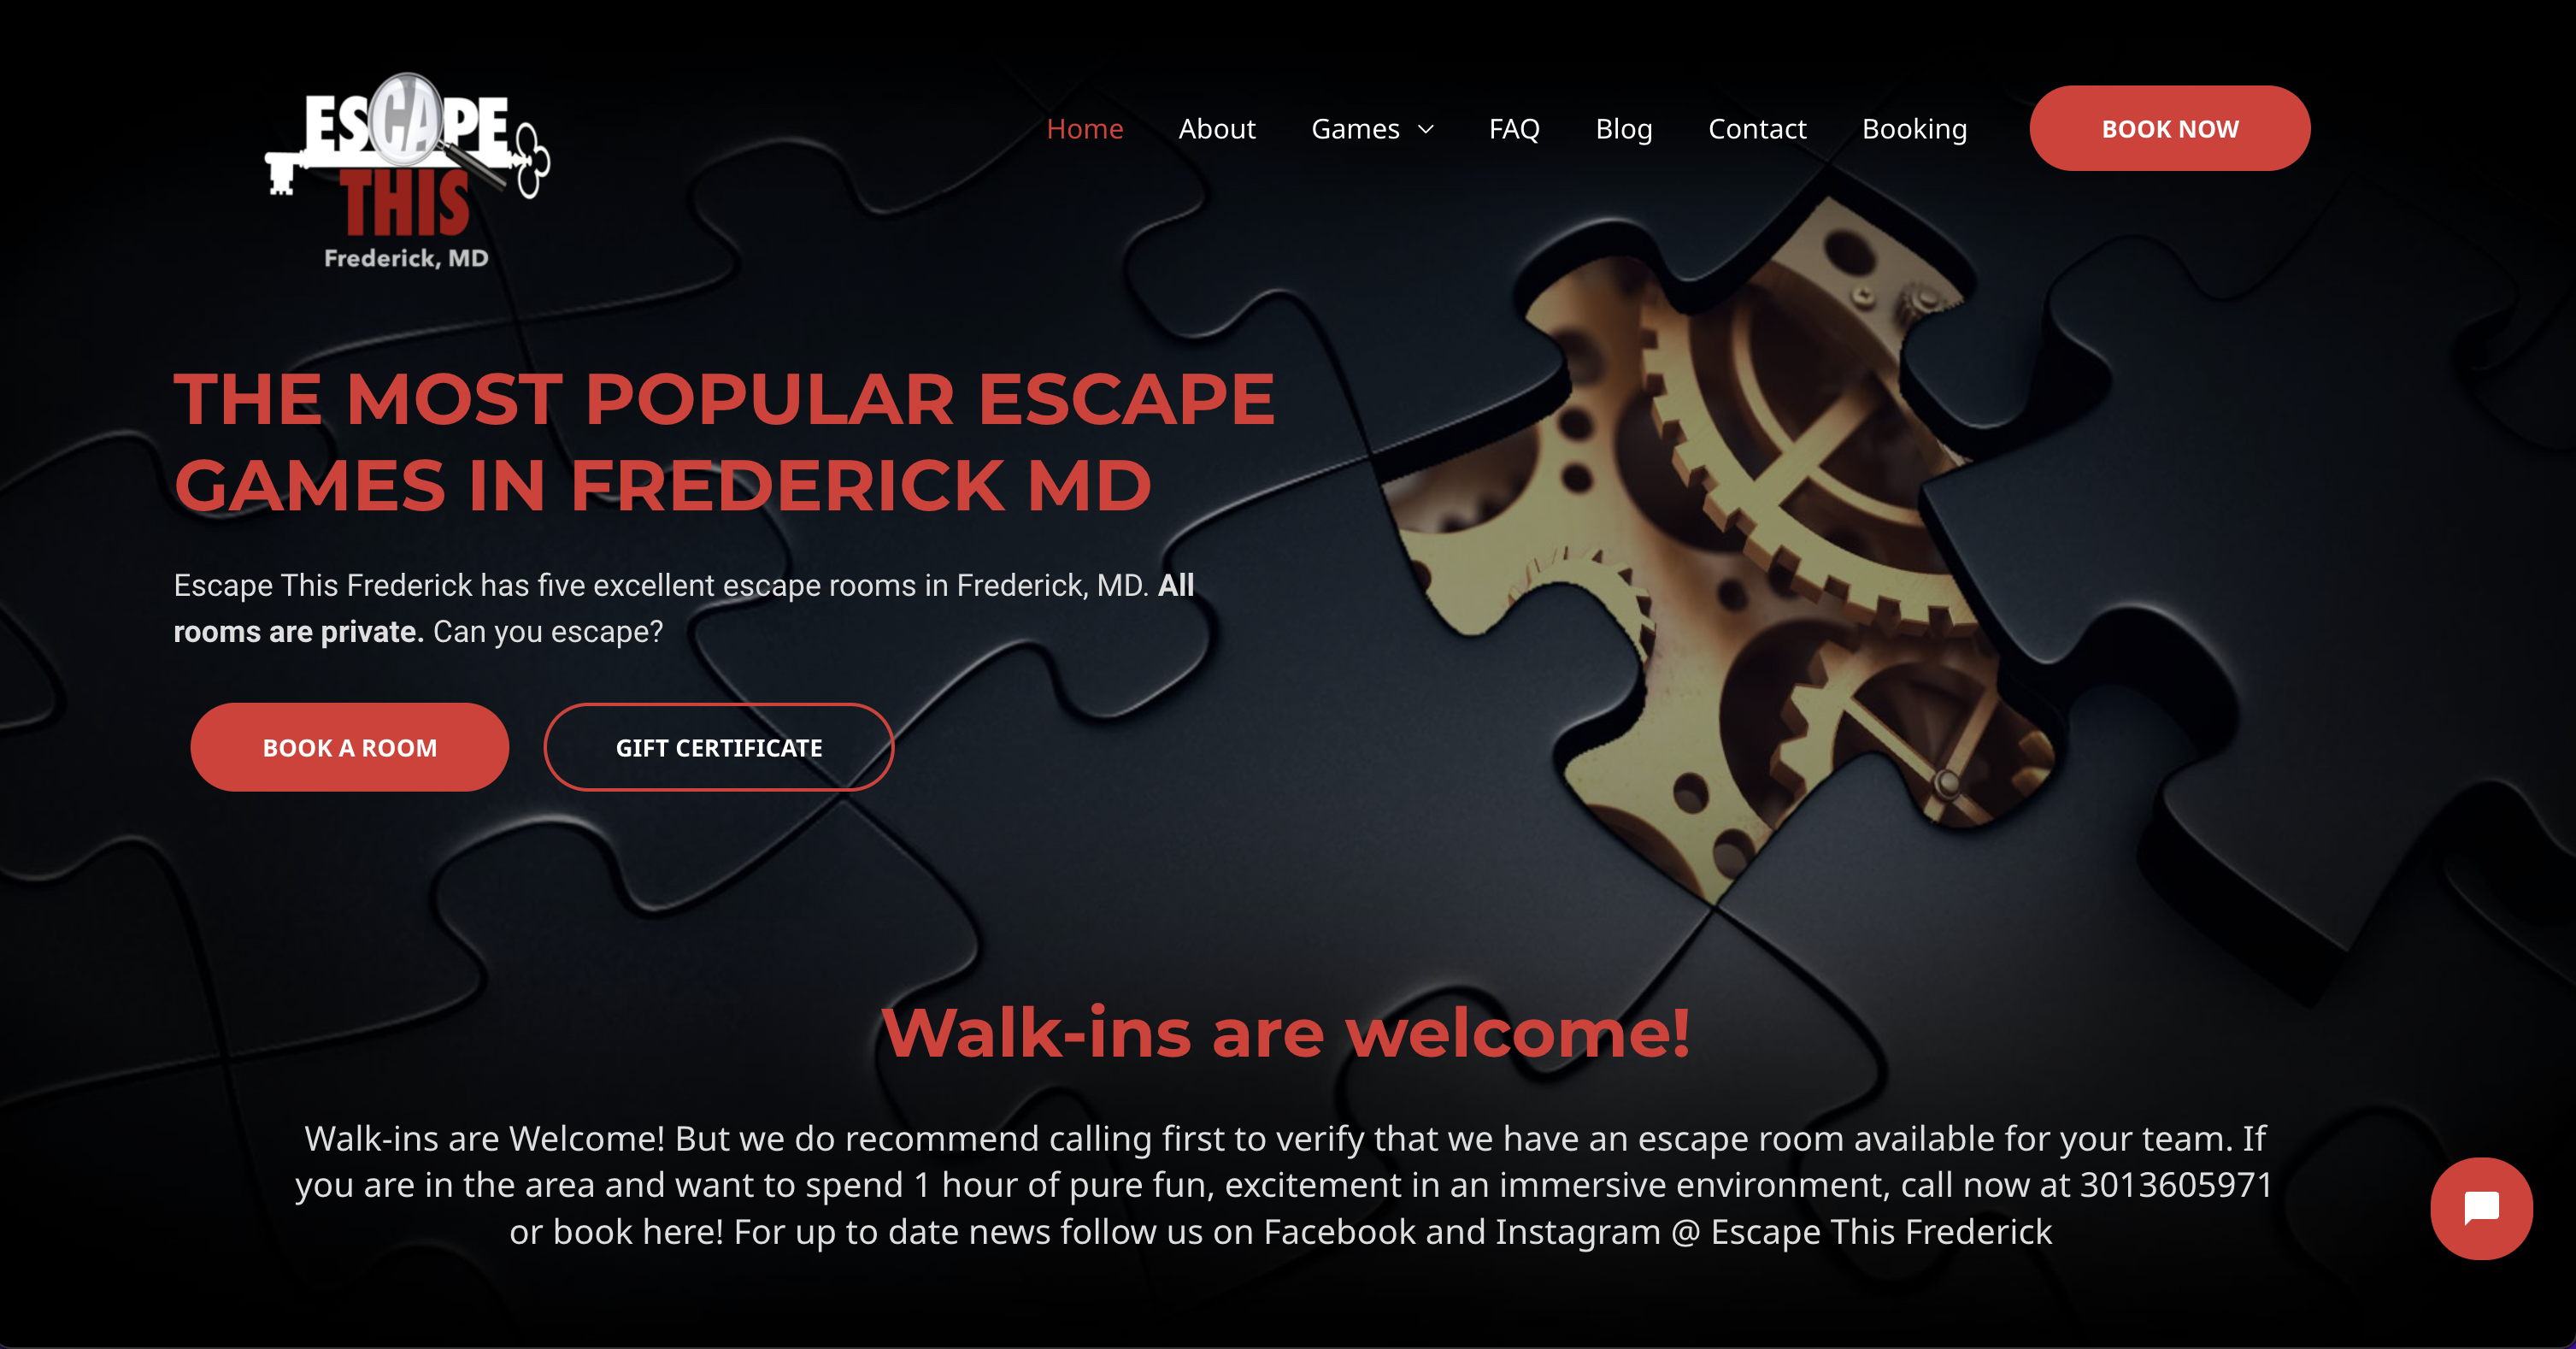 ESCAPE
THIS
Frederick, MD
Home About Games FAQ Blog Contact Booking BOOK NOW
THE MOST POPULAR ESCAPE
GAMES IN FREDERICK MD
Escape This Frederick has five excellent escape rooms in Frederick, MD. All
rooms are private. Can you escape?
BOOK A ROOM GIFT CERTIFICATE
Walk-ins are welcome!
Walk-ins are Welcome! But we do recommend calling first to verify that we have an escape room available for your team. If
you are in the area and want to spend 1 hour of pure fun, excitement in an immersive environment, call now at 3013605971
or book here! For up to date news follow us on Facebook and Instagram @ Escape This Frederick